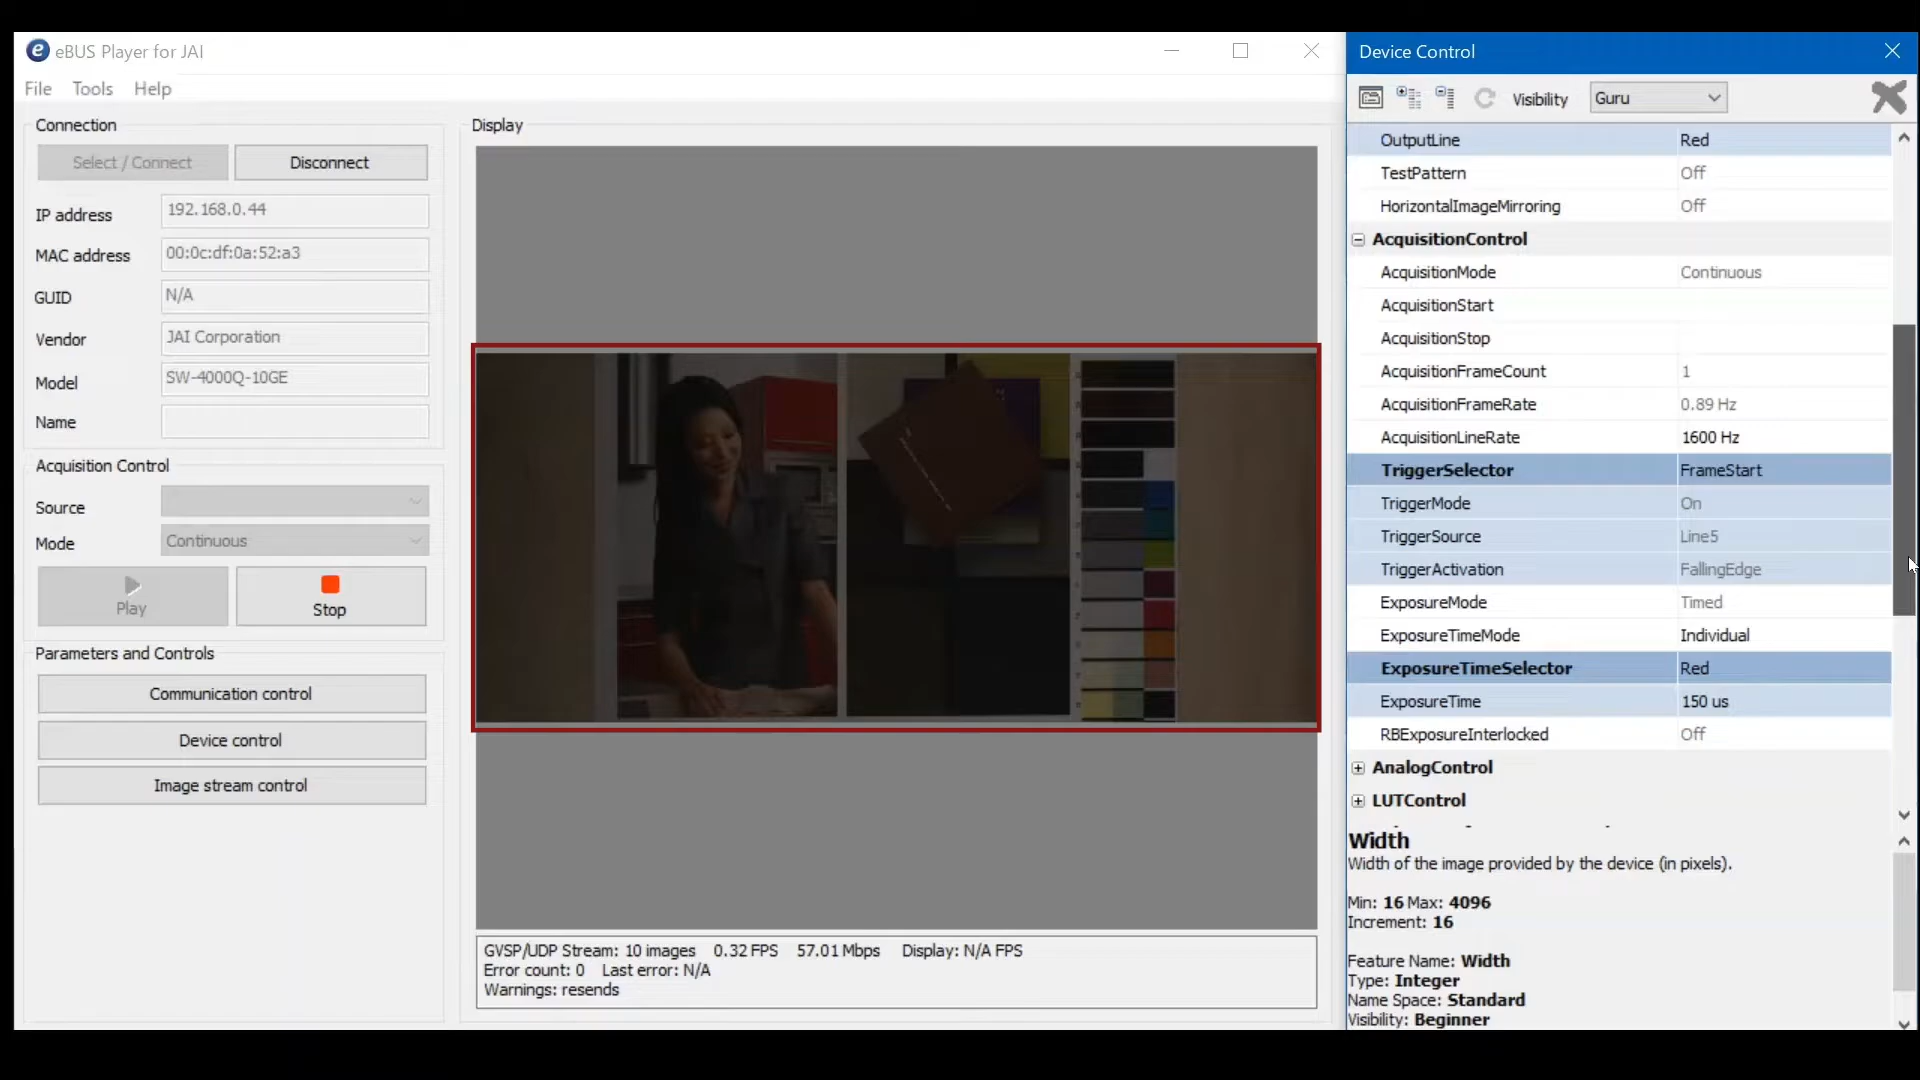 eBUS Player for JAI
File Tools Help
Connection
Select / Connect
Disconnect
IP address
192.168.0.44
MAC address
00:0c:df:0a:52:a3
GUID
N/A
Vendor
JAI Corporation
Model
SW-4000Q-10GE
Name
Acquisition Control
Source
Mode
Continuous
Play
Stop
Parameters and Controls
Communication control
Device control
Image stream control
Display
GVSP/UDP Stream: 10 images 0.32 FPS 57.01 Mbps Display: N/A FPS
Error count: 0 Last error: N/A
Warnings: resends
Device Control
Visibility Guru
OutputLine Red
TestPattern Off
HorizontalImageMirroring Off
AcquisitionControl
AcquisitionMode Continuous
AcquisitionStart
AcquisitionStop
AcquisitionFrameCount 1
AcquisitionFrameRate 0.89 Hz
AcquisitionLineRate 1600 Hz
TriggerSelector FrameStart
TriggerMode On
TriggerSource Line5
TriggerActivation FallingEdge
ExposureMode Timed
ExposureTimeMode Individual
ExposureTimeSelector Red
ExposureTime 150 us
RBExposureInterlocked Off
AnalogControl
LUTControl
Width
Width of the image provided by the device (in pixels).
Min: 16 Max: 4096
Increment: 16
Feature Name: Width
Type: Integer
Name Space: Standard
Visibility: Beginner